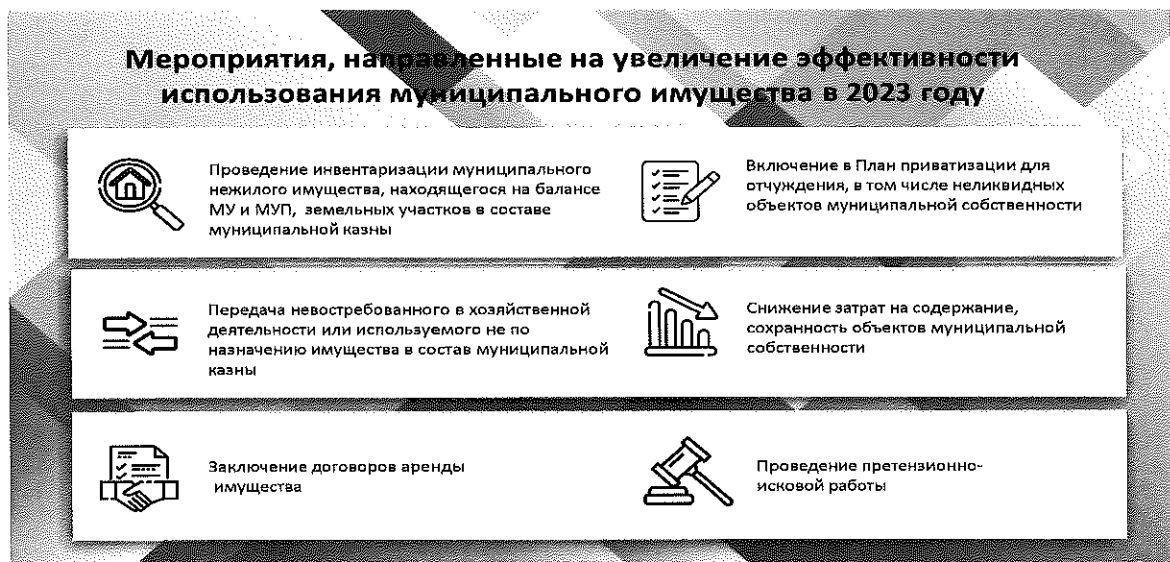 Мероприятия, направленные на увеличение эффективности
использования муниципального имущества в 2023 году
Проведение инвентаризации муниципального
нежилого имущества, находящегося на балансе
МУ и МУП, земельных участков в составе
муниципальной казны
Включение в План приватизации для
отчуждения, в том числе неликвидных
объектов муниципальной собственности
Передача невостребованного в хозяйственной
деятельности или используемого не по
назначению имущества в состав муниципальной
казны
Снижение затрат на содержание,
сохранность объектов муниципальной
собственности
Заключение договоров аренды
имущества
Проведение претензионно-
исковой работы